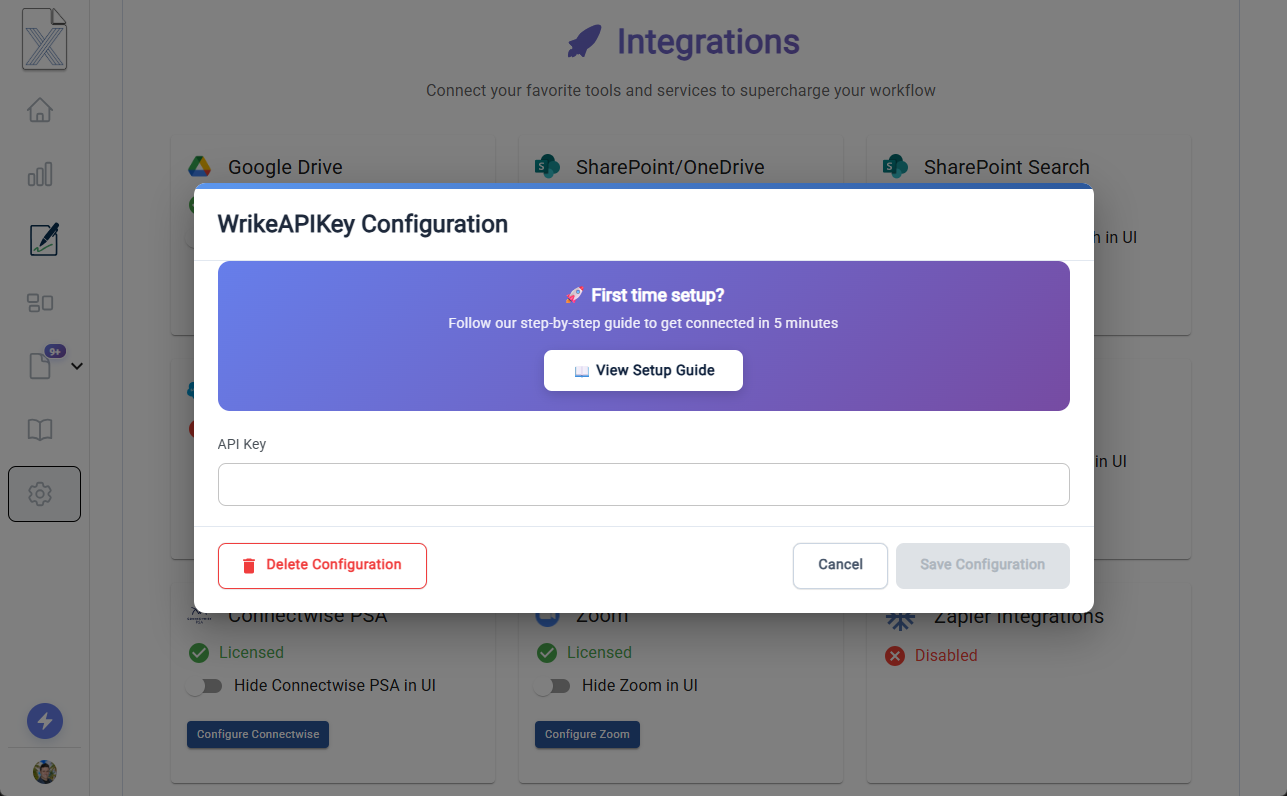 Integrations
Connect your favorite tools and services to supercharge your workflow
Google Drive
SharePoint/OneDrive
SharePoint Search
in UI
WrikeAPIKey Configuration
🚀 First time setup?
Follow our step-by-step guide to get connected in 5 minutes
📖 View Setup Guide
9+
API Key
in UI
Delete Configuration
Cancel
Save Configuration
Connectwise PSA
Zoom
Zapier Integrations
Licensed
Licensed
Disabled
Hide Connectwise PSA in UI
Hide Zoom in UI
Configure Connectwise
Configure Zoom